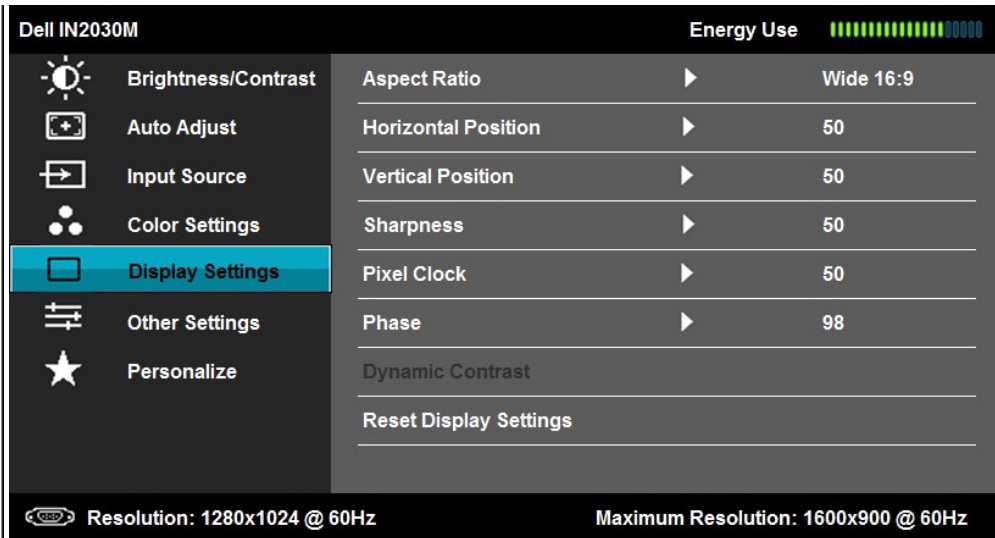 Dell IN2030M Energy Use
Brightness/Contrast Aspect Ratio Wide 16:9
Auto Adjust Horizontal Position 50
Input Source Vertical Position 50
Color Settings Sharpness 50
Display Settings Pixel Clock 50
Other Settings Phase 98
Personalize Dynamic Contrast
Reset Display Settings
Resolution: 1280x1024 @ 60Hz Maximum Resolution: 1600x900 @ 60Hz